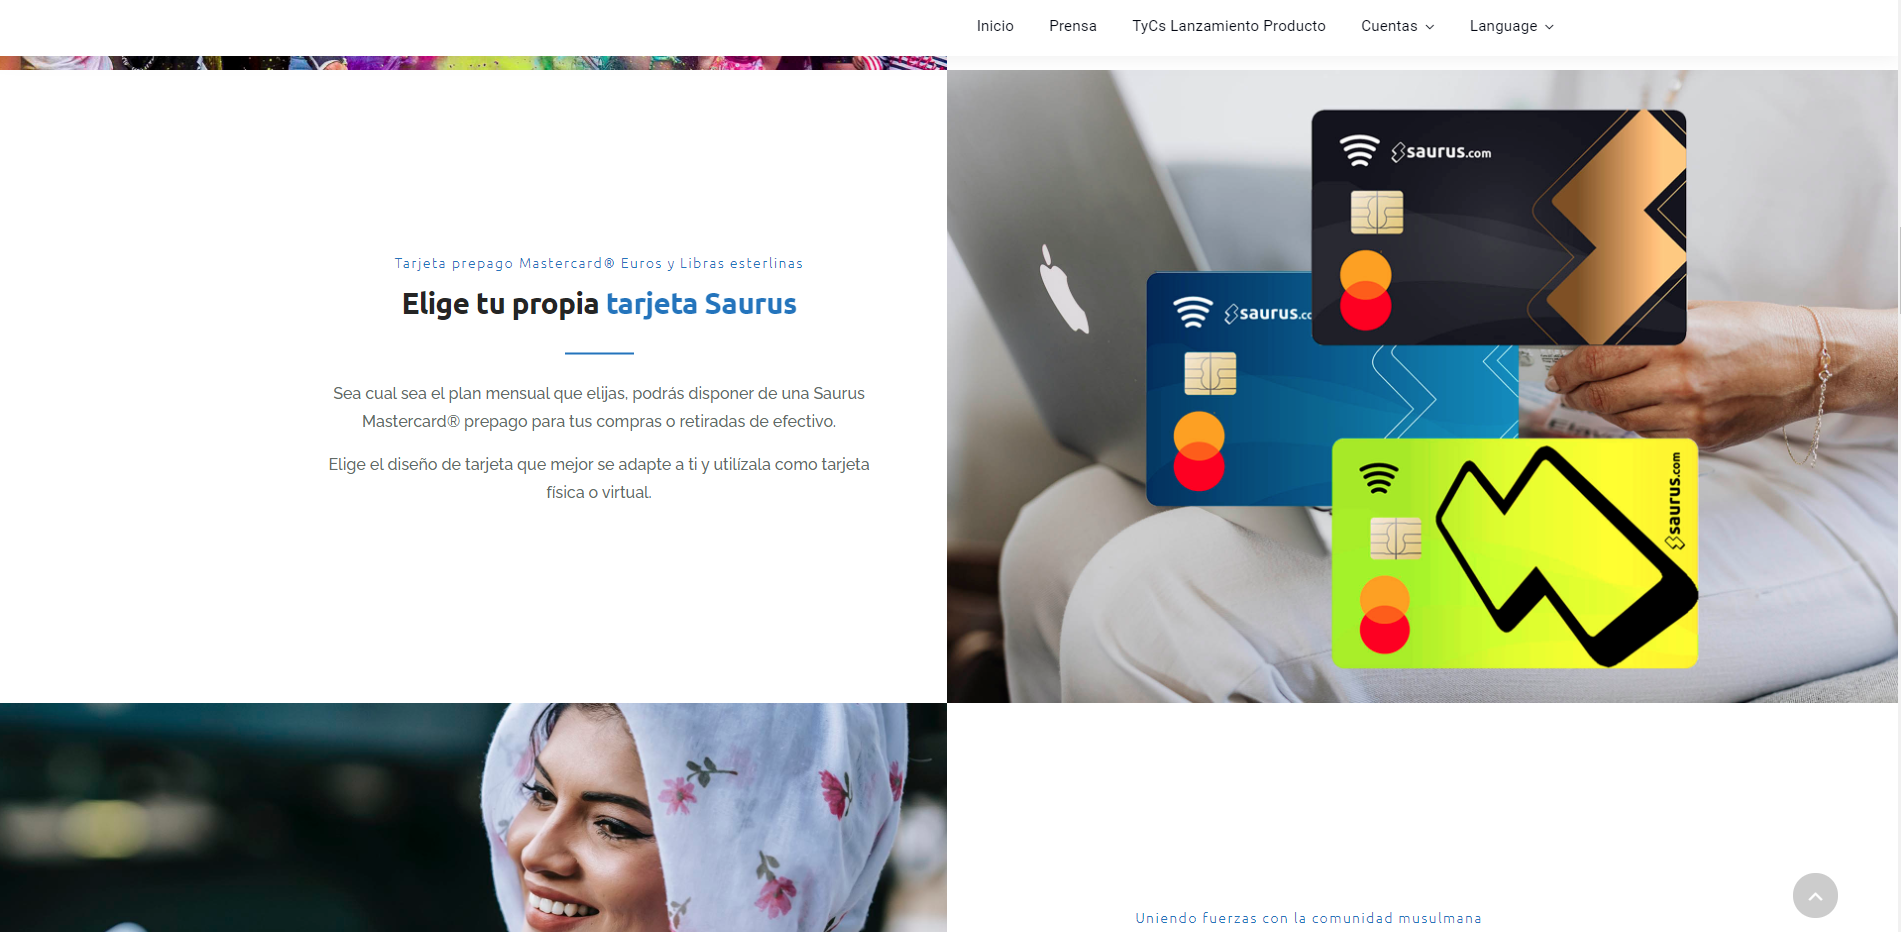 Inicio Prensa TyCs Lanzamiento Producto Cuentas Language
Tarjeta prepago Mastercard® Euros y Libras esterlinas
Elige tu propia tarjeta Saurus
Sea cual sea el plan mensual que elijas, podrás disponer de una Saurus
Mastercard® prepago para tus compras o retiradas de efectivo.
Elige el diseño de tarjeta que mejor se adapte a ti y utilízala como tarjeta
física o virtual.
saurus.com
saurus.co
saurus.com
Uniendo fuerzas con la comunidad musulmana